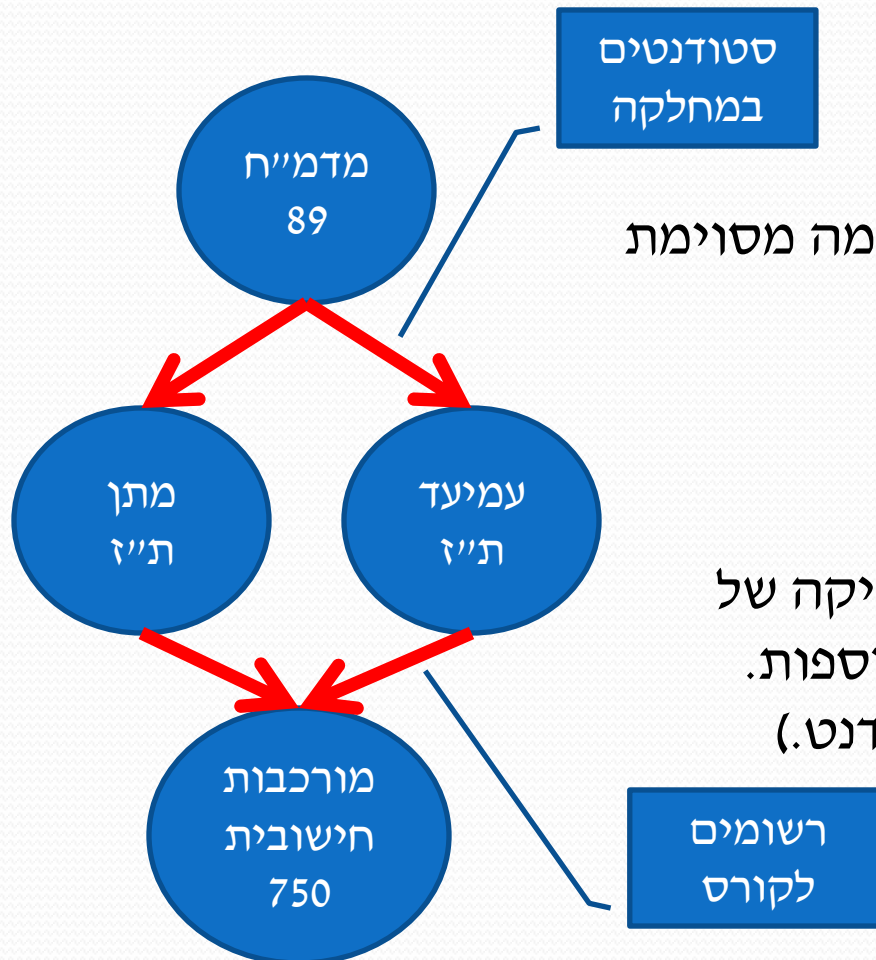 סטודנטים
במחלקה
מדמ״ח
89
מה מסוימת
מתן
ת״ז
עמיעד
ת״ז
יקה של
ספות.
דנט.)
מורכבות
חישובית
750
רשומים
לקורס